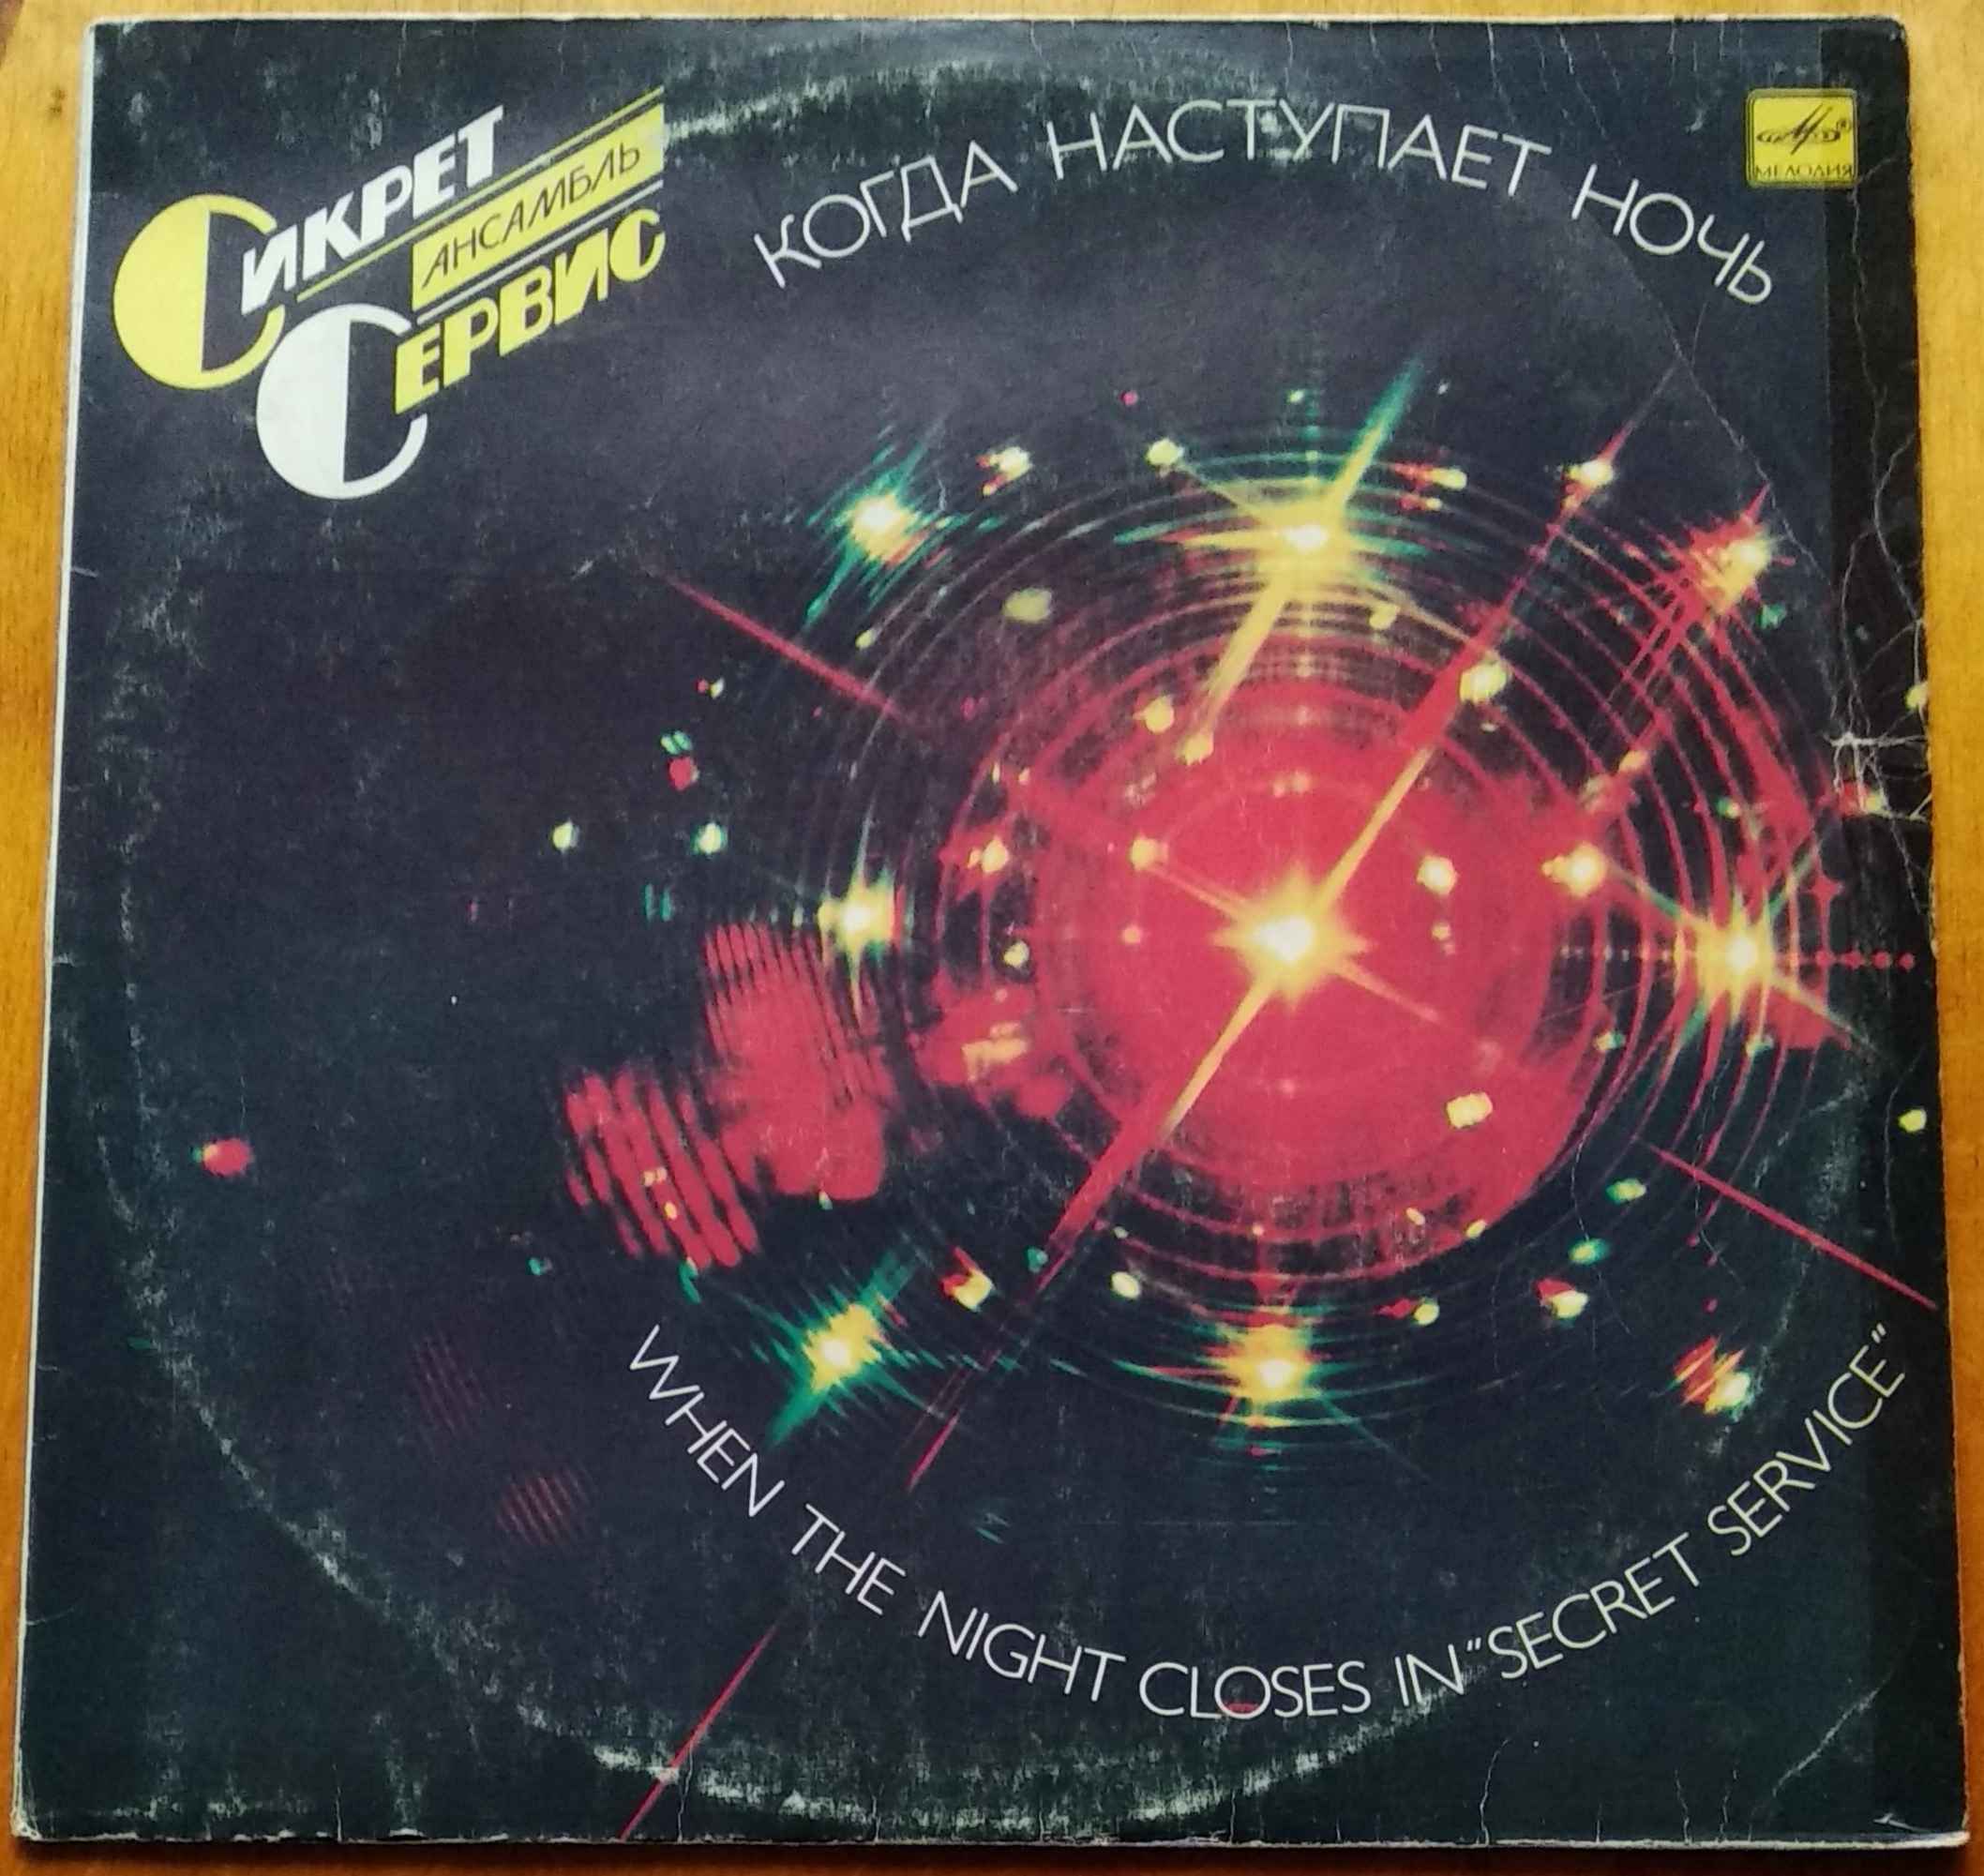 СИКРЕТ
АНСАМБЛЬ
СЕРВИС
КОГДА НАСТУПАЕТ НОЧЬ
МЕЛОДИЯ
WHEN THE NIGHT CLOSES IN "SECRET SERVICE"